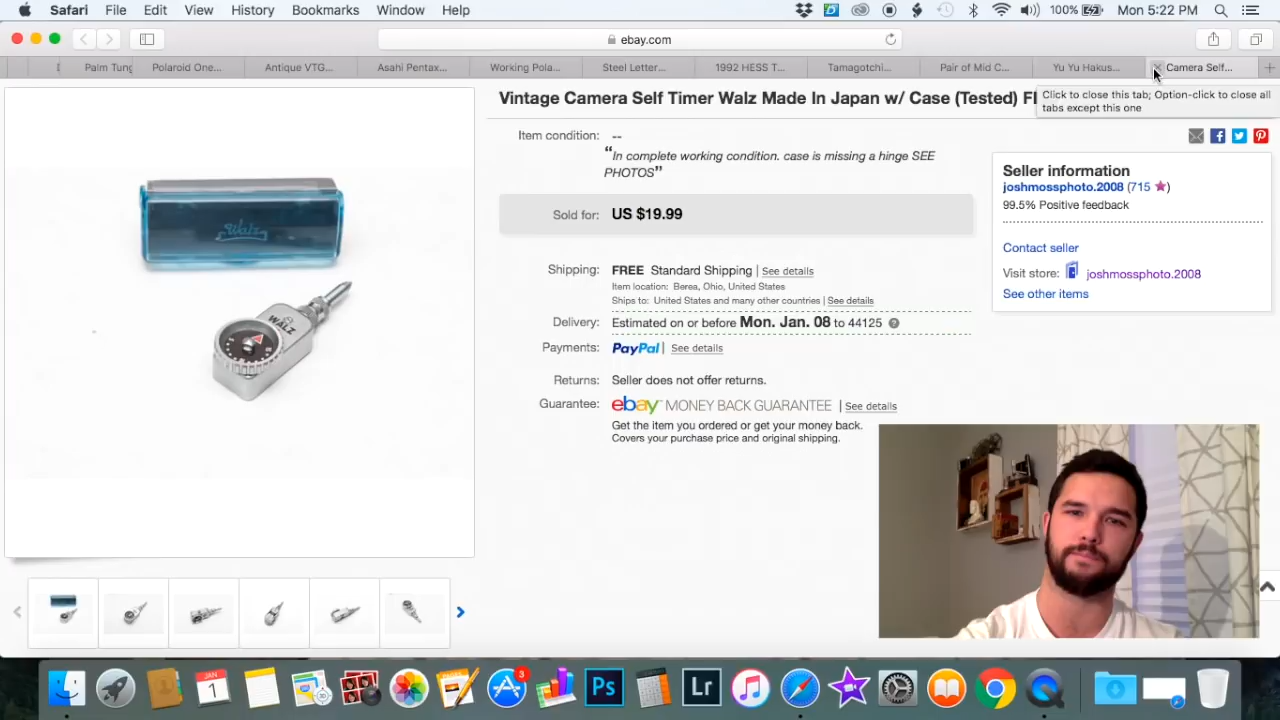 Safari File Edit View History Bookmarks Window Help 100% Mon 5:22 PM
ebay.com
Palm Tung Polaroid One... Antique VTG... Asahi Pentax... Working Pola... Steel Letter... 1992 HESS T... Tamagotchi... Pair of Mid C... Yu Yu Hakus... Camera Self...
Click to close this tab; Option-click to close all
tabs except this one
Vintage Camera Self Timer Walz Made In Japan w/ Case (Tested)
Item condition: --
“In complete working condition. case is missing a hinge SEE
PHOTOS”
Sold for: US $19.99
Shipping: FREE Standard Shipping | See details
Item location: Berea, Ohio, United States
Ships to: United States and many other countries | See details
Delivery: Estimated on or before Mon. Jan. 08 to 44125 ?
Payments: PayPal | See details
Returns: Seller does not offer returns.
Guarantee: ebay MONEY BACK GUARANTEE | See details
Get the item you ordered or get your money back.
Covers your purchase price and original shipping.
Seller information
joshmossphoto.2008 (715 )
99.5% Positive feedback
Contact seller
Visit store: joshmossphoto.2008
See other items
Walz
WALZ
JAN
1
3
Ps
Lr